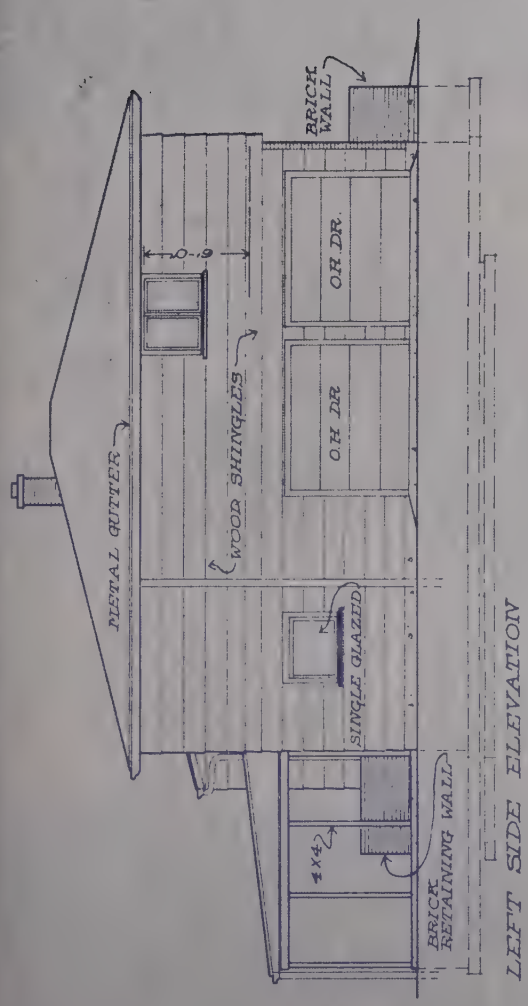 BRICK
WALL
METAL GUTTER
6'-0
WOOD SHINGLES
O.H. DR.
O.H. DR
SINGLE GLAZED
4x4
BRICK
RETAINING WALL
LEFT SIDE ELEVATION